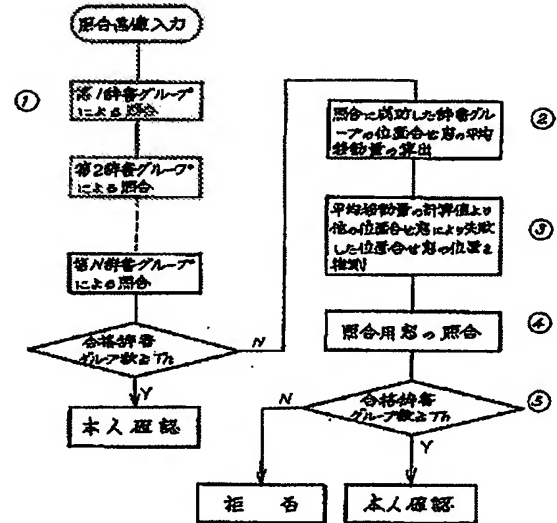 照合画像入力
①
第1辞書グループ
による照合
第2辞書グループ
による照合
第N辞書グループ
による照合
合格辞書
グループ数≧Th
N
Y
本人確認
照合に成功した辞書グル
ープの位置合せ窓の平均
移動量の算出
②
平均移動量の計算値より
他の位置合せ窓により失敗
した位置合せ窓の位置を
推測
③
照合用窓の照合
④
合格辞書
グループ数≧Th
⑤
N
Y
拒否
本人確認